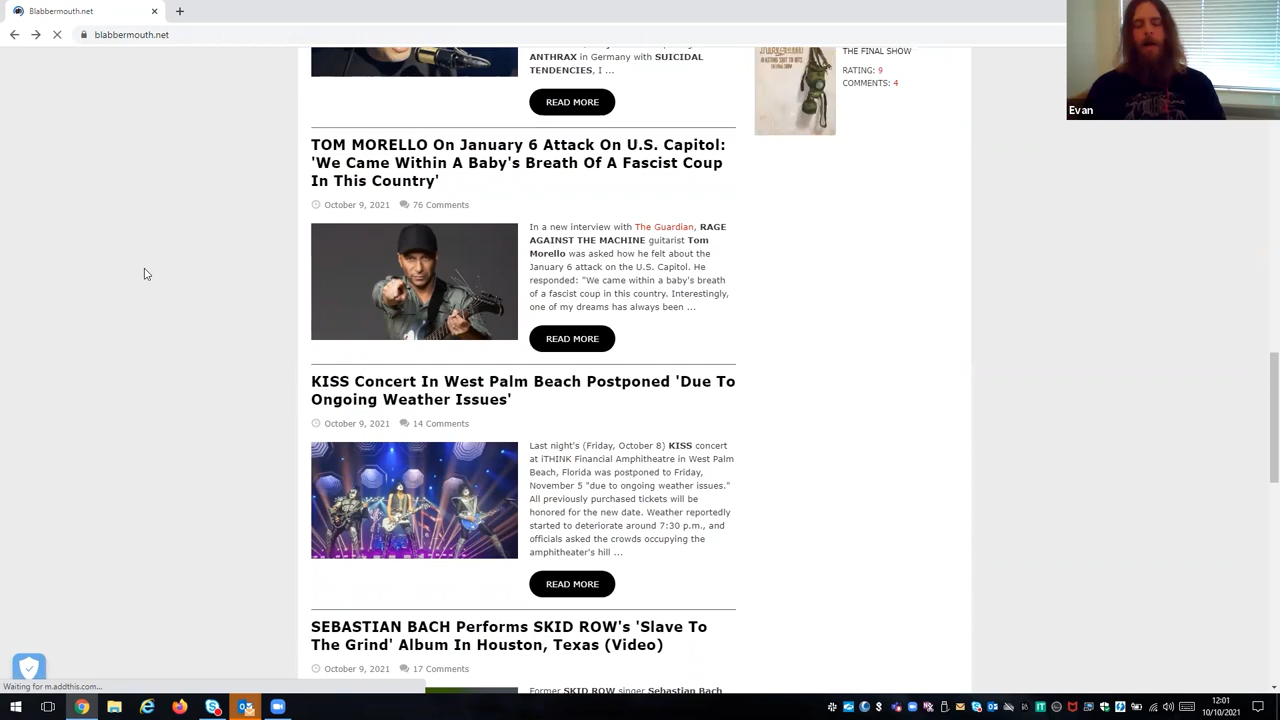 Blabbermouth.net
blabbermouth.net
ANTHRAX in Germany with SUICIDAL
TENDENCIES, I ...
READ MORE
THE FINAL SHOW
RATING: 9
COMMENTS: 4
Evan
TOM MORELLO On January 6 Attack On U.S. Capitol:
'We Came Within A Baby's Breath Of A Fascist Coup
In This Country'
October 9, 2021 76 Comments
In a new interview with The Guardian, RAGE
AGAINST THE MACHINE guitarist Tom
Morello was asked how he felt about the
January 6 attack on the U.S. Capitol. He
responded: "We came within a baby's breath
of a fascist coup in this country. Interestingly,
one of my dreams has always been ...
READ MORE
KISS Concert In West Palm Beach Postponed 'Due To
Ongoing Weather Issues'
October 9, 2021 14 Comments
Last night's (Friday, October 8) KISS concert
at iTHINK Financial Amphitheatre in West Palm
Beach, Florida was postponed to Friday,
November 5 "due to ongoing weather issues."
All previously purchased tickets will be
honored for the new date. Weather reportedly
started to deteriorate around 7:30 p.m., and
officials asked the crowds occupying the
amphitheater's hill ...
READ MORE
SEBASTIAN BACH Performs SKID ROW's 'Slave To
The Grind' Album In Houston, Texas (Video)
October 9, 2021 17 Comments
Former SKID ROW singer Sebastian Bach
Waiting for m.addthis.com...
12:01
10/10/2021